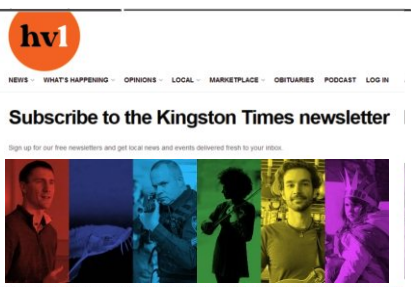 hv1
NEWS WHAT'S HAPPENING OPINIONS LOCAL MARKETPLACE OBITUARIES PODCAST LOG IN
Subscribe to the Kingston Times newsletter
Sign up for our free newsletters and get local news and events delivered fresh to your inbox.